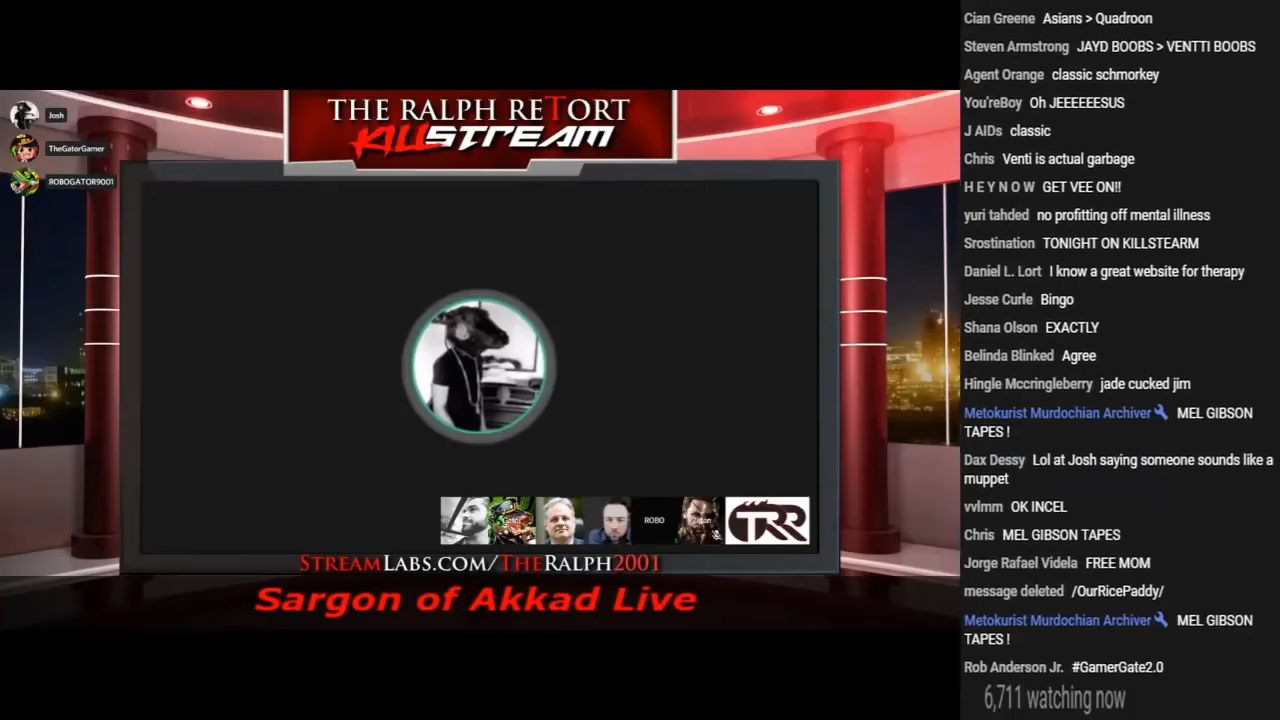 THE RALPH RETORT
KILLSTREAM
Josh
TheGatorGamer
ROBOGATOR9001
Gator
ROBO
Zidan
TRR
STREAMLABS.COM/THERALPH2001
Sargon of Akkad Live
Cian Greene Asians > Quadroon
Steven Armstrong JAYD BOOBS > VENTTI BOOBS
Agent Orange classic schmorkey
You'reBoy Oh JEEEEEESUS
J AIDs classic
Chris Venti is actual garbage
H E Y N O W GET VEE ON!!
yuri tahded no profitting off mental illness
Srostination TONIGHT ON KILLSTEARM
Daniel L. Lort I know a great website for therapy
Jesse Curle Bingo
Shana Olson EXACTLY
Belinda Blinked Agree
Hingle Mccringleberry jade cucked jim
Metokurist Murdochian Archiver MEL GIBSON
TAPES !
Dax Dessy Lol at Josh saying someone sounds like a
muppet
vvlmm OK INCEL
Chris MEL GIBSON TAPES
Jorge Rafael Videla FREE MOM
message deleted /OurRicePaddy/
Metokurist Murdochian Archiver MEL GIBSON
TAPES !
Rob Anderson Jr. #GamerGate2.0
6,711 watching now